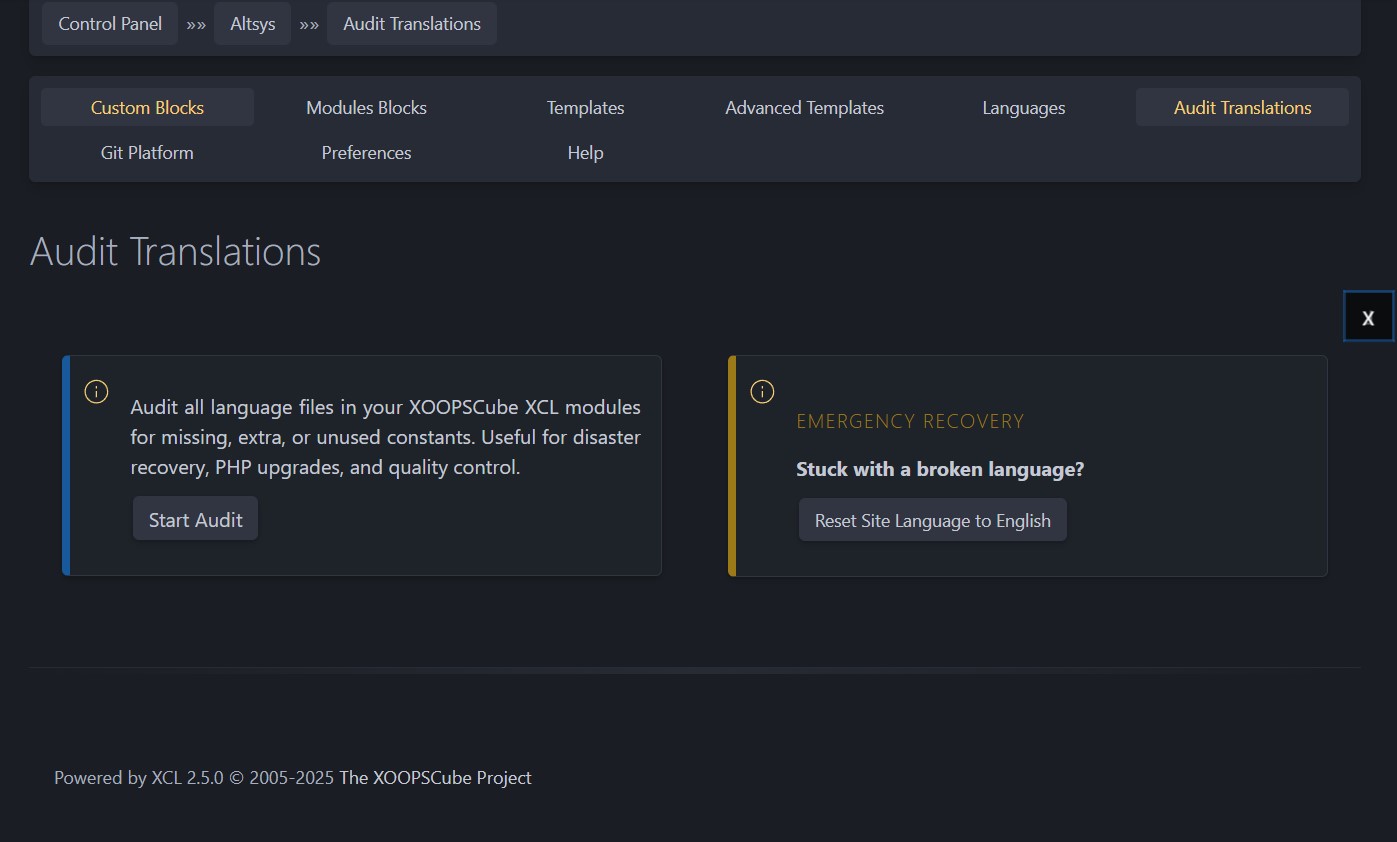 Control Panel »» Altsys »» Audit Translations
Custom Blocks Modules Blocks Templates Advanced Templates Languages Audit Translations
Git Platform Preferences Help
Audit Translations
X
Audit all language files in your XOOPSCube XCL modules
for missing, extra, or unused constants. Useful for disaster
recovery, PHP upgrades, and quality control.
Start Audit
EMERGENCY RECOVERY
Stuck with a broken language?
Reset Site Language to English
Powered by XCL 2.5.0 © 2005-2025 The XOOPSCube Project